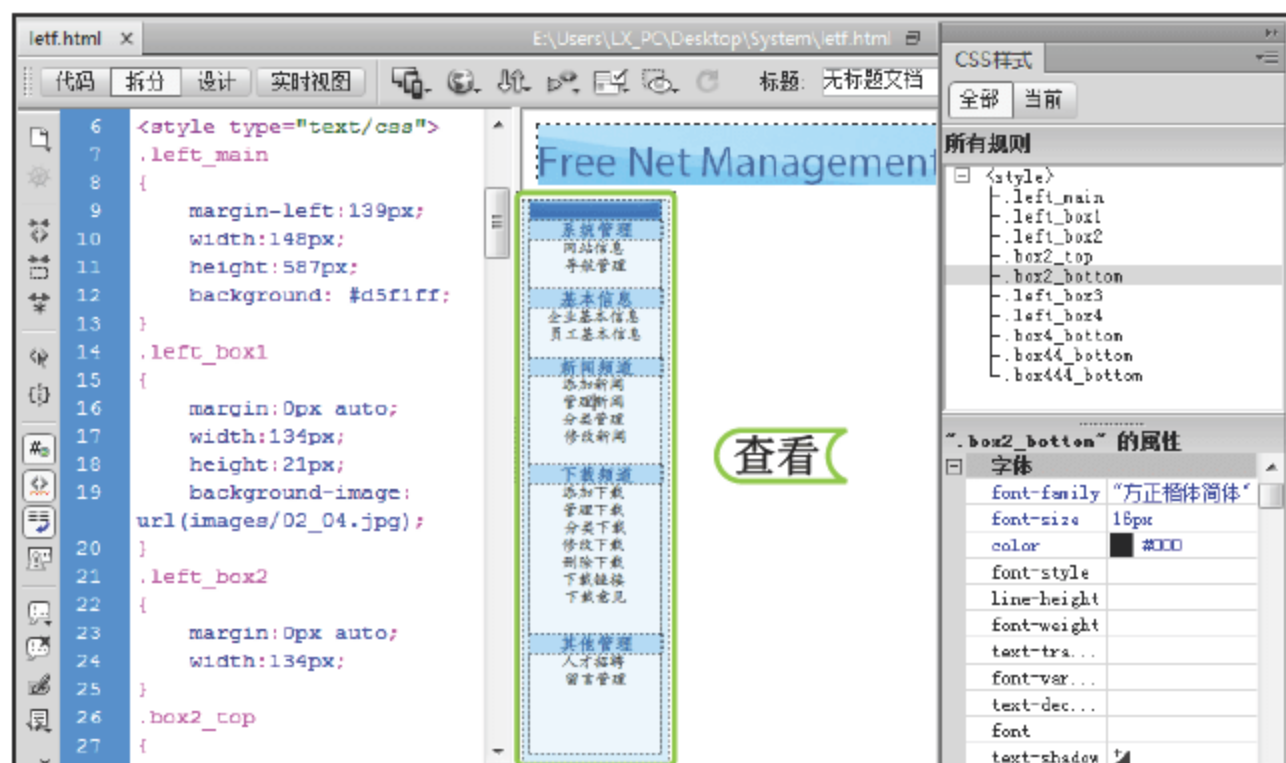 letf.html ×
E:\Users\LX_PC\Desktop\System\letf.html
代码 拆分 设计 实时视图 标题: 无标题文档
6 <style type="text/css">
7 .left_main
8 {
9 margin-left:139px;
10 width:148px;
11 height:587px;
12 background: #d5f1ff;
13 }
14 .left_box1
15 {
16 margin:0px auto;
17 width:134px;
18 height:21px;
19 background-image:
url(images/02_04.jpg);
20 }
21 .left_box2
22 {
23 margin:0px auto;
24 width:134px;
25 }
26 .box2_top
27 {
Free Net Management
系统管理
网站信息
导航管理
基本信息
企业基本信息
员工基本信息
新闻频道
添加新闻
管理新闻
分类管理
修改新闻
下载频道
添加下载
管理下载
分类下载
修改下载
删除下载
下载链接
下载意见
其他管理
人才招聘
留言管理
查看
CSS样式
全部 当前
所有规则
<style>
.left_main
.left_box1
.left_box2
.box2_top
.box2_bottom
.left_box3
.left_box4
.box4_bottom
.box44_bottom
.box444_bottom
".box2_bottom" 的属性
字体
font-family "方正楷体简体"
font-size 16px
color #000
font-style
line-height
font-weight
text-tra...
font-var...
text-dec...
font
text-shadow